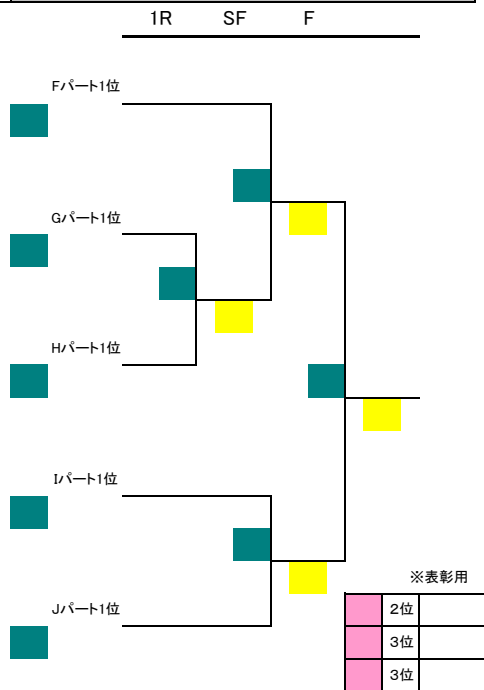 1R SF F
Fパート1位
Gパート1位
Hパート1位
Iパート1位
Jパート1位
※表彰用
2位
3位
3位